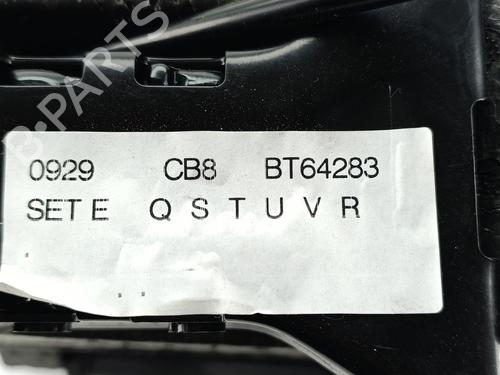 B-PARTS
0929 CB8 BT64283
SET E Q S T U V R